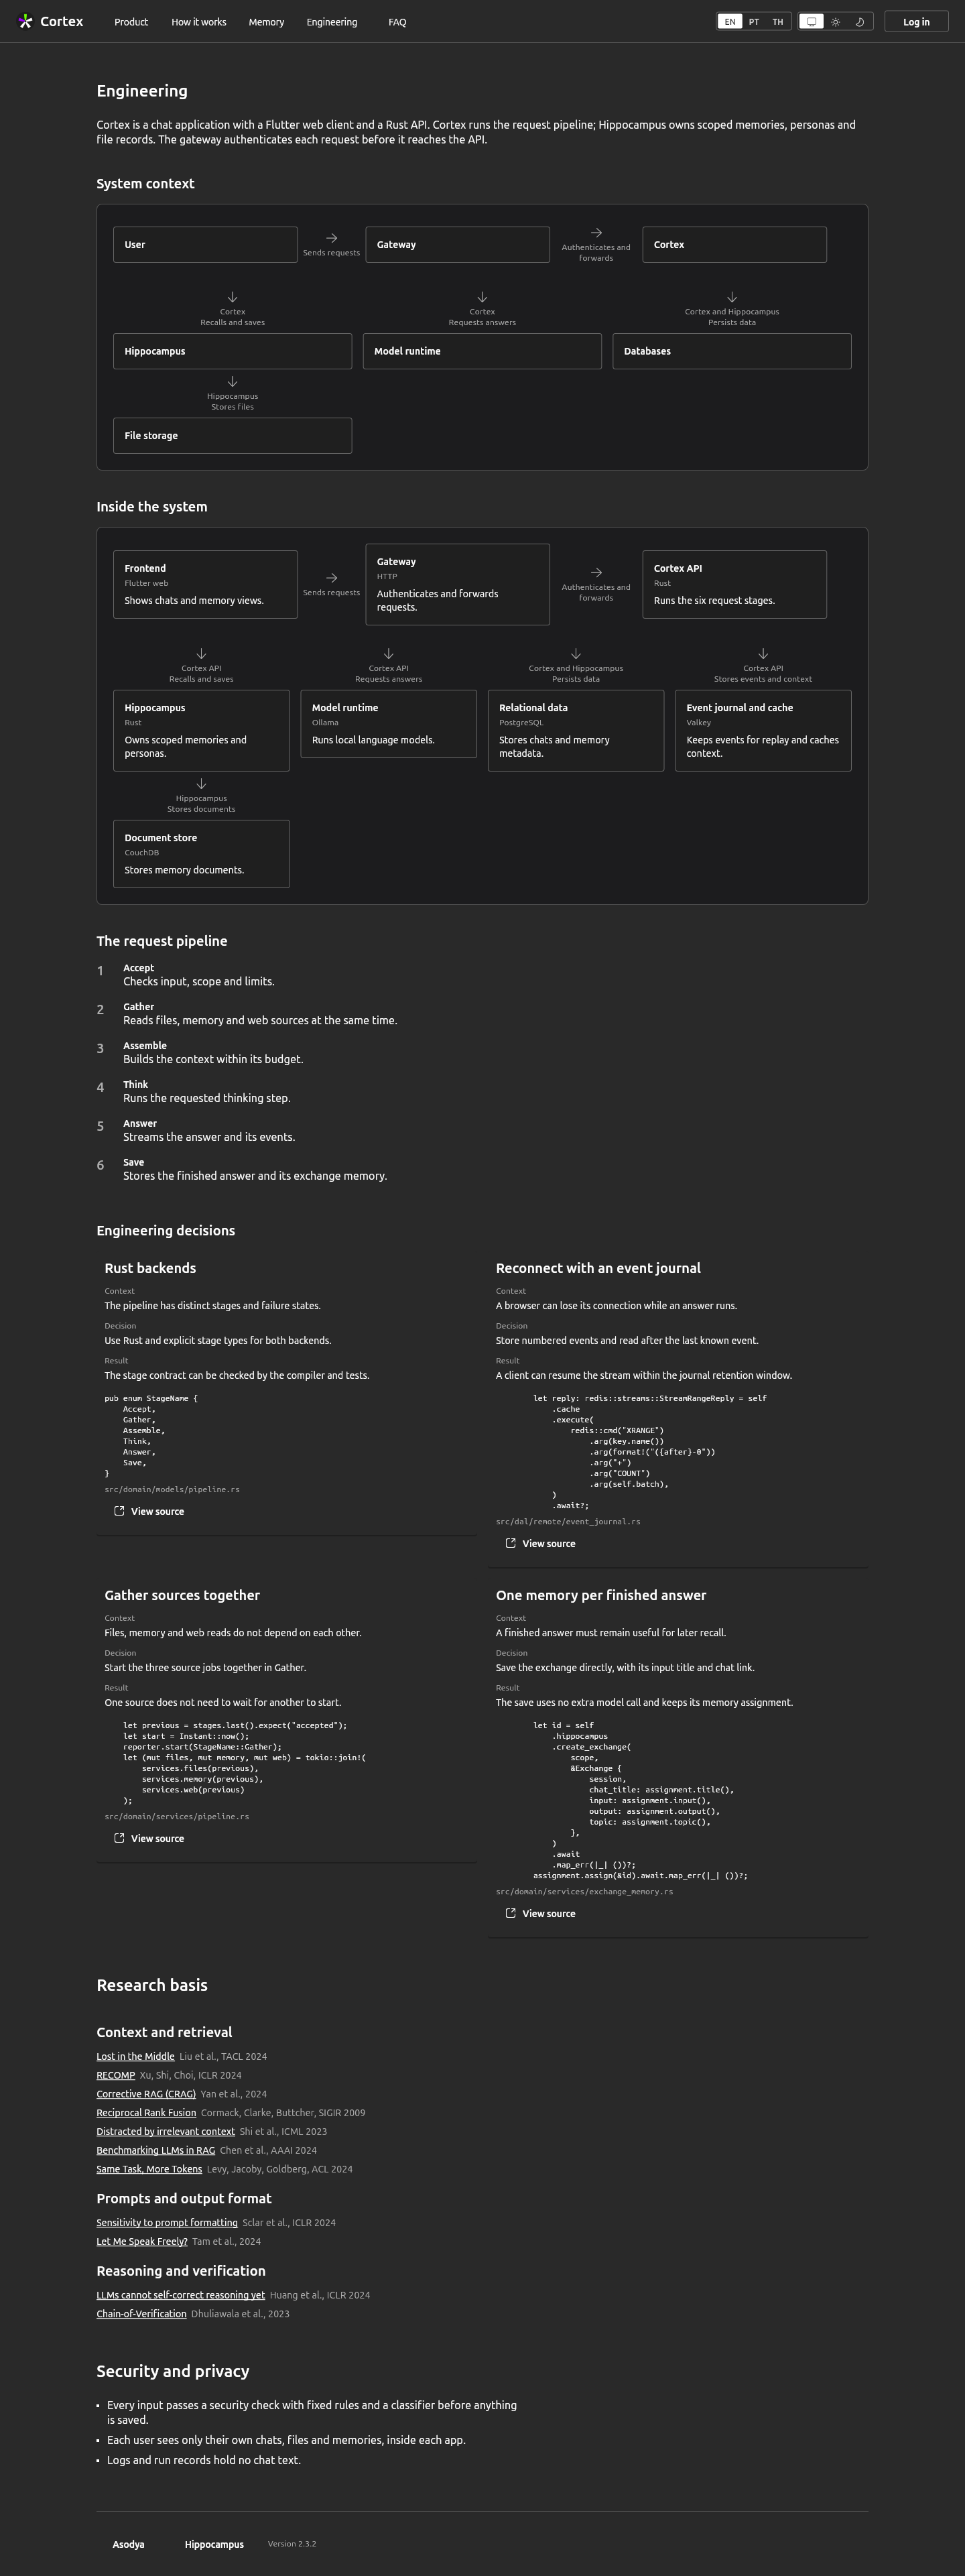 Cortex
Product
How it works
Memory
Engineering
FAQ
EN PT TH
Log in
Engineering
Cortex is a chat application with a Flutter web client and a Rust API. Cortex runs the request pipeline; Hippocampus owns scoped memories, personas and
file records. The gateway authenticates each request before it reaches the API.
System context
User
Sends requests
Gateway
Authenticates and
forwards
Cortex
Cortex
Recalls and saves
Cortex
Requests answers
Cortex and Hippocampus
Persists data
Hippocampus
Model runtime
Databases
Hippocampus
Stores files
File storage
Inside the system
Frontend
Flutter web
Shows chats and memory views.
Sends requests
Gateway
HTTP
Authenticates and forwards
requests.
Authenticates and
forwards
Cortex API
Rust
Runs the six request stages.
Cortex API
Recalls and saves
Cortex API
Requests answers
Cortex and Hippocampus
Persists data
Cortex API
Stores events and context
Hippocampus
Rust
Owns scoped memories and
personas.
Model runtime
Ollama
Runs local language models.
Relational data
PostgreSQL
Stores chats and memory
metadata.
Event journal and cache
Valkey
Keeps events for replay and caches
context.
Hippocampus
Stores documents
Document store
CouchDB
Stores memory documents.
The request pipeline
1 Accept
Checks input, scope and limits.
2 Gather
Reads files, memory and web sources at the same time.
3 Assemble
Builds the context within its budget.
4 Think
Runs the requested thinking step.
5 Answer
Streams the answer and its events.
6 Save
Stores the finished answer and its exchange memory.
Engineering decisions
Rust backends
Context
The pipeline has distinct stages and failure states.
Decision
Use Rust and explicit stage types for both backends.
Result
The stage contract can be checked by the compiler and tests.
pub enum StageName {
    Accept,
    Gather,
    Assemble,
    Think,
    Answer,
    Save,
}
src/domain/models/pipeline.rs
View source
Reconnect with an event journal
Context
A browser can lose its connection while an answer runs.
Decision
Store numbered events and read after the last known event.
Result
A client can resume the stream within the journal retention window.
        let reply: redis::streams::StreamRangeReply = self
            .cache
            .execute(
                redis::cmd("XRANGE")
                    .arg(key.name())
                    .arg(format!("({after}-0"))
                    .arg("+")
                    .arg("COUNT")
                    .arg(self.batch),
            )
            .await?;
src/dal/remote/event_journal.rs
View source
Gather sources together
Context
Files, memory and web reads do not depend on each other.
Decision
Start the three source jobs together in Gather.
Result
One source does not need to wait for another to start.
    let previous = stages.last().expect("accepted");
    let start = Instant::now();
    reporter.start(StageName::Gather);
    let (mut files, mut memory, mut web) = tokio::join!(
        services.files(previous),
        services.memory(previous),
        services.web(previous)
    );
src/domain/services/pipeline.rs
View source
One memory per finished answer
Context
A finished answer must remain useful for later recall.
Decision
Save the exchange directly, with its input title and chat link.
Result
The save uses no extra model call and keeps its memory assignment.
        let id = self
            .hippocampus
            .create_exchange(
                scope,
                &Exchange {
                    session,
                    chat_title: assignment.title(),
                    input: assignment.input(),
                    output: assignment.output(),
                    topic: assignment.topic(),
                },
            )
            .await
            .map_err(|_| ())?;
        assignment.assign(&id).await.map_err(|_| ())?;
src/domain/services/exchange_memory.rs
View source
Research basis
Context and retrieval
Lost in the Middle Liu et al., TACL 2024
RECOMP Xu, Shi, Choi, ICLR 2024
Corrective RAG (CRAG) Yan et al., 2024
Reciprocal Rank Fusion Cormack, Clarke, Buttcher, SIGIR 2009
Distracted by irrelevant context Shi et al., ICML 2023
Benchmarking LLMs in RAG Chen et al., AAAI 2024
Same Task, More Tokens Levy, Jacoby, Goldberg, ACL 2024
Prompts and output format
Sensitivity to prompt formatting Sclar et al., ICLR 2024
Let Me Speak Freely? Tam et al., 2024
Reasoning and verification
LLMs cannot self-correct reasoning yet Huang et al., ICLR 2024
Chain-of-Verification Dhuliawala et al., 2023
Security and privacy
• Every input passes a security check with fixed rules and a classifier before anything
is saved.
• Each user sees only their own chats, files and memories, inside each app.
• Logs and run records hold no chat text.
Asodya
Hippocampus
Version 2.3.2